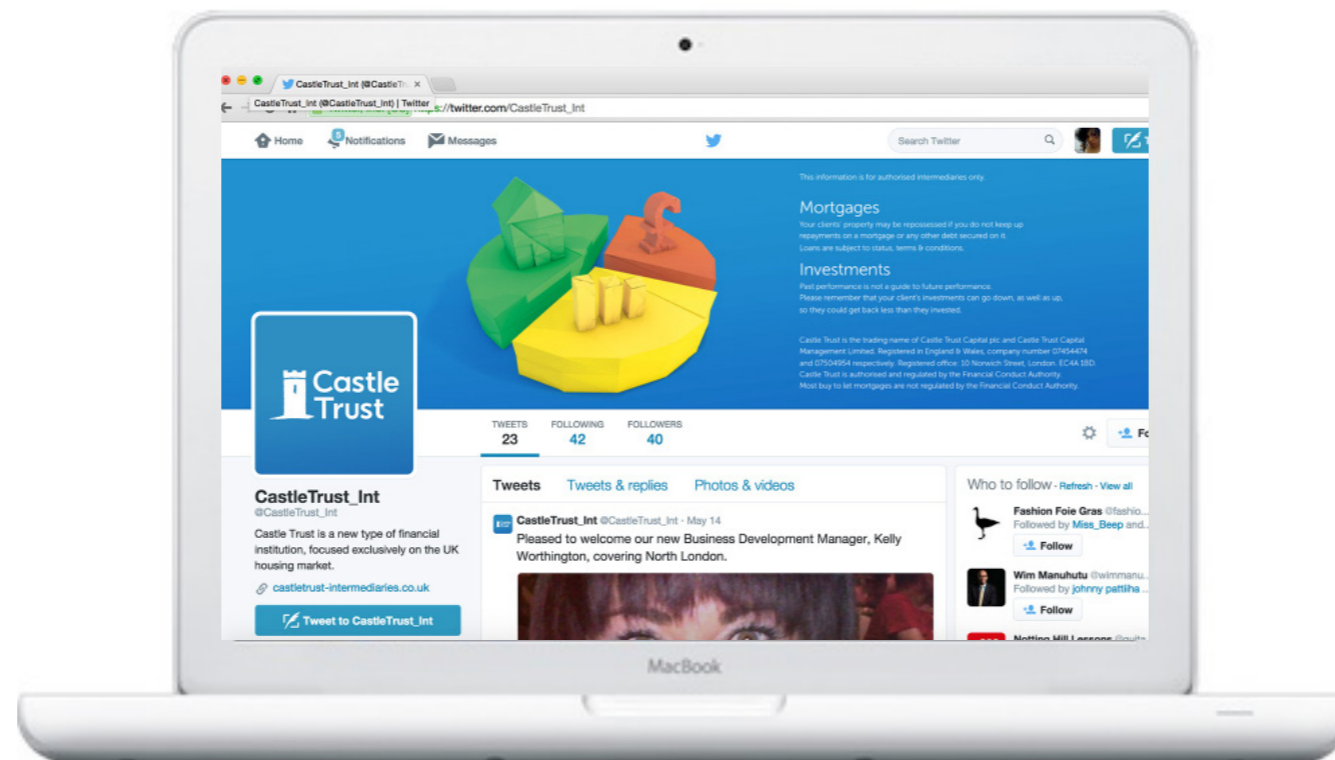 CastleTrust_Int (@CastleTr
CastleTrust_Int (@CastleTrust_Int) | Twitter
://twitter.com/CastleTrust_Int
Home
5
Notifications
Messages
Search Twitter
This information is for authorised intermediaries only.
Mortgages
Your clients' property may be repossessed if you do not keep up
repayments on a mortgage or any other debt secured on it.
Loans are subject to status, terms & conditions.
Investments
Past performance is not a guide to future performance.
Please remember that your client's investments can go down, as well as up,
so they could get back less than they invested.
Castle Trust is the trading name of Castle Trust Capital plc and Castle Trust Capital
Management Limited. Registered in England & Wales, company number 07454474
and 07504954 respectively. Registered office: 10 Norwich Street, London. EC4A 1BD.
Castle Trust is authorised and regulated by the Financial Conduct Authority.
Most buy to let mortgages are not regulated by the Financial Conduct Authority.
Castle
Trust
TWEETS
23
FOLLOWING
42
FOLLOWERS
40
Fo
CastleTrust_Int
@CastleTrust_Int
Castle Trust is a new type of financial
institution, focused exclusively on the UK
housing market.
castletrust-intermediaries.co.uk
Tweet to CastleTrust_Int
Tweets
Tweets & replies
Photos & videos
CastleTrust_Int @CastleTrust_Int · May 14
Pleased to welcome our new Business Development Manager, Kelly
Worthington, covering North London.
Who to follow · Refresh · View all
Fashion Foie Gras @fashio...
Followed by Miss_Beep and...
Follow
Wim Manuhutu @wimmanu...
Followed by johnny pattiiha ...
Follow
Notting Hill Lessons
MacBook